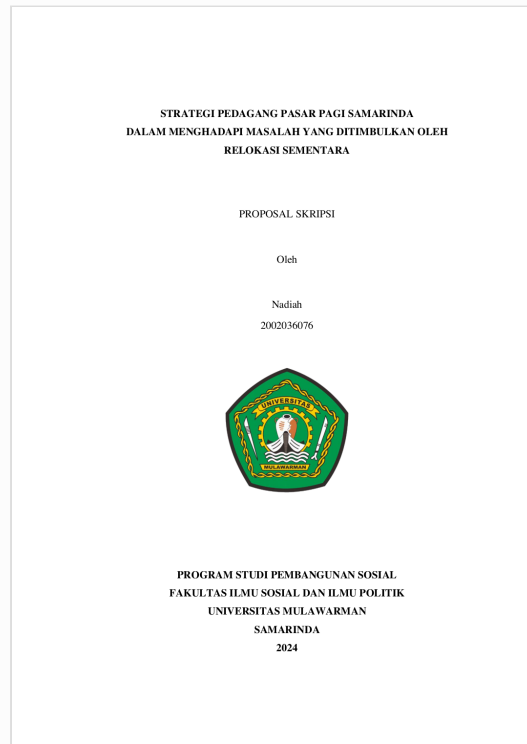 STRATEGI PEDAGANG PASAR PAGI SAMARINDA
DALAM MENGHADAPI MASALAH YANG DITIMBULKAN OLEH
RELOKASI SEMENTARA
PROPOSAL SKRIPSI
Oleh
Nadiah
2002036076
UNIVERSITAS
MULAWARMAN
PROGRAM STUDI PEMBANGUNAN SOSIAL
FAKULTAS ILMU SOSIAL DAN ILMU POLITIK
UNIVERSITAS MULAWARMAN
SAMARINDA
2024